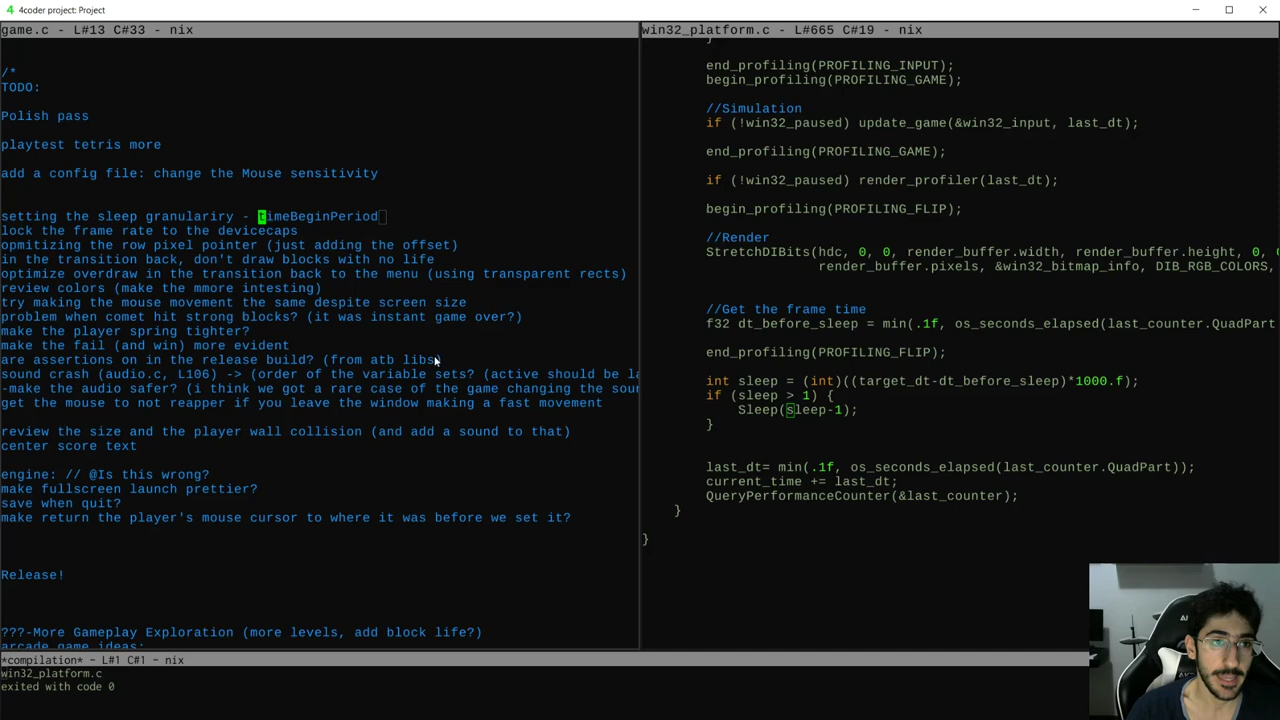 4coder project: Project
game.c - L#13 C#33 - nix
/*
TODO:
Polish pass
playtest tetris more
add a config file: change the Mouse sensitivity
setting the sleep granulariry - timeBeginPeriod
lock the frame rate to the devicecaps
opmitizing the row pixel pointer (just adding the offset)
in the transition back, don't draw blocks with no life
optimize overdraw in the transition back to the menu (using transparent rects)
review colors (make the mmore intesting)
try making the mouse movement the same despite screen size
problem when comet hit strong blocks? (it was instant game over?)
make the player spring tighter?
make the fail (and win) more evident
are assertions on in the release build? (from atb libs)
sound crash (audio.c, L106) -> (order of the variable sets? (active should be la
-make the audio safer? (i think we got a rare case of the game changing the soun
get the mouse to not reapper if you leave the window making a fast movement
review the size and the player wall collision (and add a sound to that)
center score text
engine: // @Is this wrong?
make fullscreen launch prettier?
save when quit?
make return the player's mouse cursor to where it was before we set it?
Release!
???-More Gameplay Exploration (more levels, add block life?)
arcade game ideas:
win32_platform.c - L#665 C#19 - nix
}
end_profiling(PROFILING_INPUT);
begin_profiling(PROFILING_GAME);
//Simulation
if (!win32_paused) update_game(&win32_input, last_dt);
end_profiling(PROFILING_GAME);
if (!win32_paused) render_profiler(last_dt);
begin_profiling(PROFILING_FLIP);
//Render
StretchDIBits(hdc, 0, 0, render_buffer.width, render_buffer.height, 0, 0
render_buffer.pixels, &win32_bitmap_info, DIB_RGB_COLORS,
//Get the frame time
f32 dt_before_sleep = min(.1f, os_seconds_elapsed(last_counter.QuadPart
end_profiling(PROFILING_FLIP);
int sleep = (int)((target_dt-dt_before_sleep)*1000.f);
if (sleep > 1) {
Sleep(sleep-1);
}
last_dt= min(.1f, os_seconds_elapsed(last_counter.QuadPart));
current_time += last_dt;
QueryPerformanceCounter(&last_counter);
}
}
*compilation* - L#1 C#1 - nix
win32_platform.c
exited with code 0